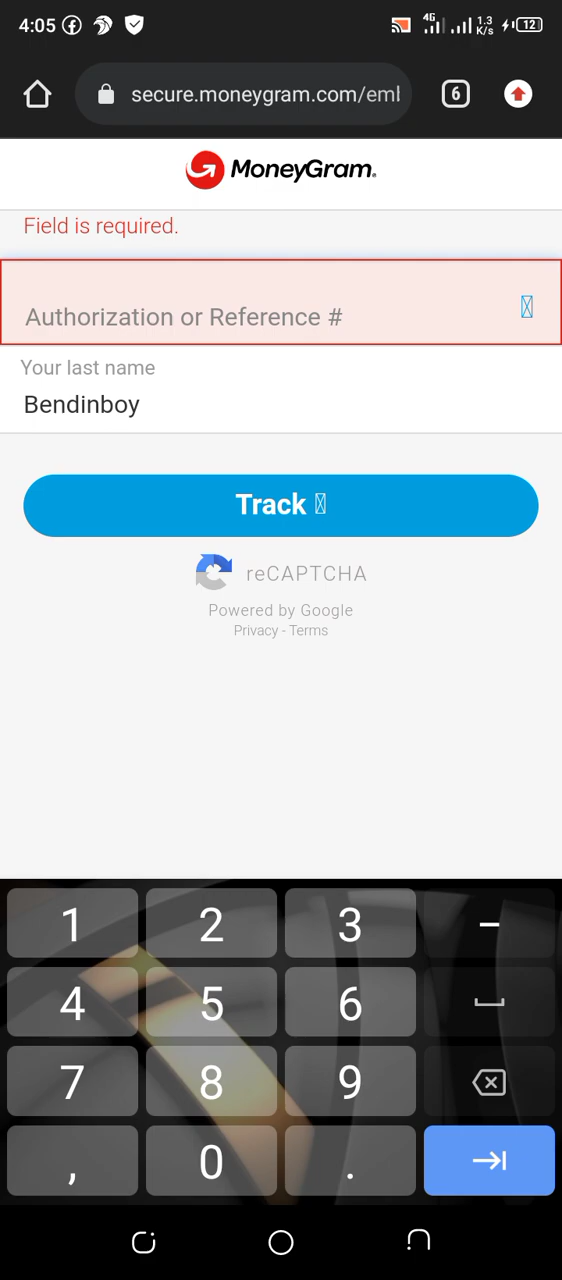 4:05
4G
1.3
K/s
12
secure.moneygram.com/eml
6
MoneyGram.
Field is required.
Authorization or Reference #
Your last name
Bendinboy
Track
reCAPTCHA
Powered by Google
Privacy - Terms
1 2 3 -
4 5 6
7 8 9
, 0 .